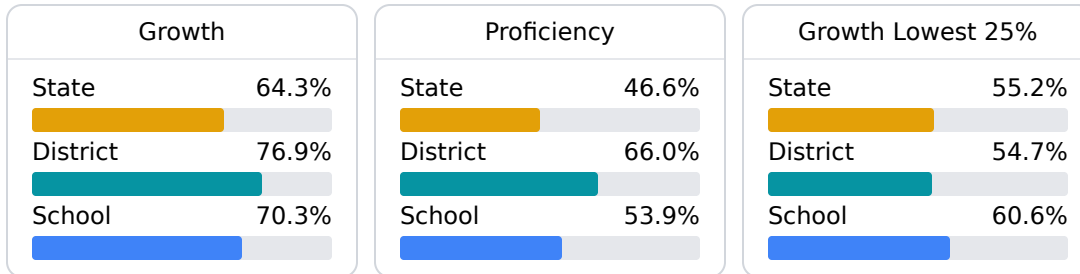 Growth
State 64.3%
District 76.9%
School 70.3%
Proficiency
State 46.6%
District 66.0%
School 53.9%
Growth Lowest 25%
State 55.2%
District 54.7%
School 60.6%